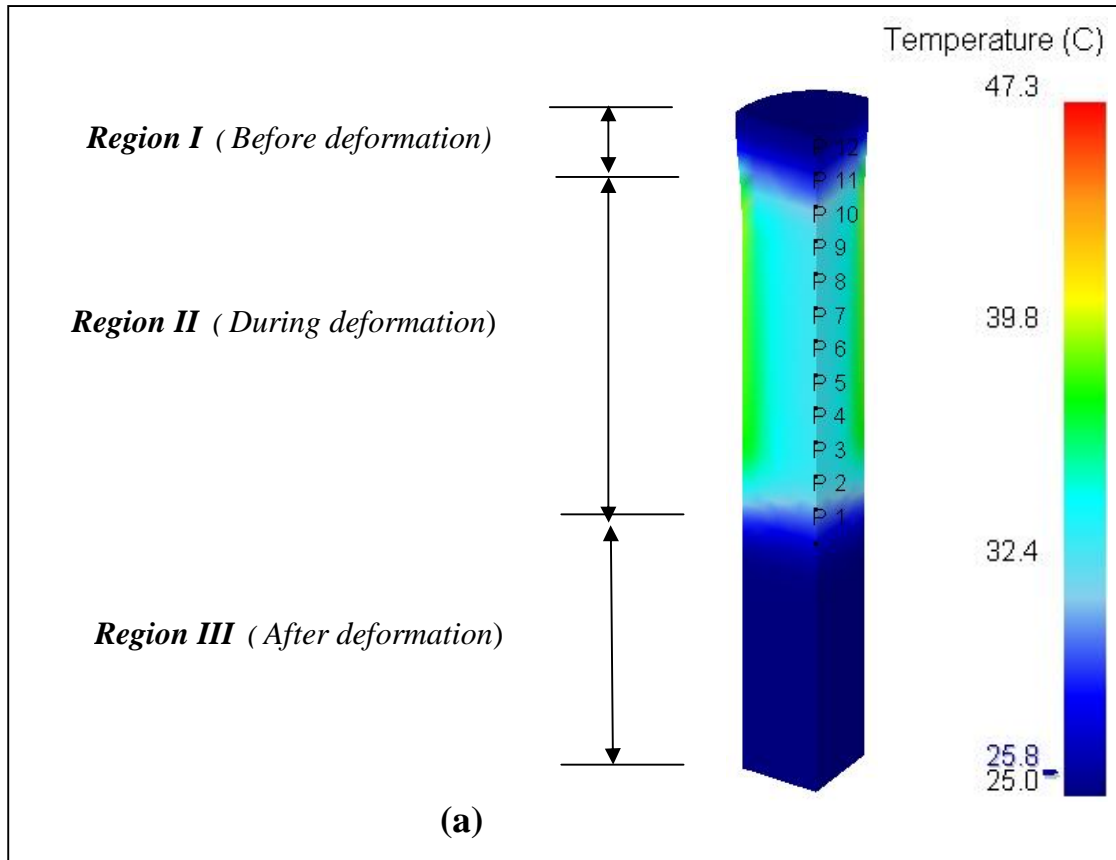 Temperature (C)
47.3
Region I ( Before deformation)
P 12
P 11
P 10
P 9
P 8
Region II ( During deformation)
P 7
39.8
P 6
P 5
P 4
P 3
P 2
P 1
32.4
Region III ( After deformation)
25.8
25.0
(a)